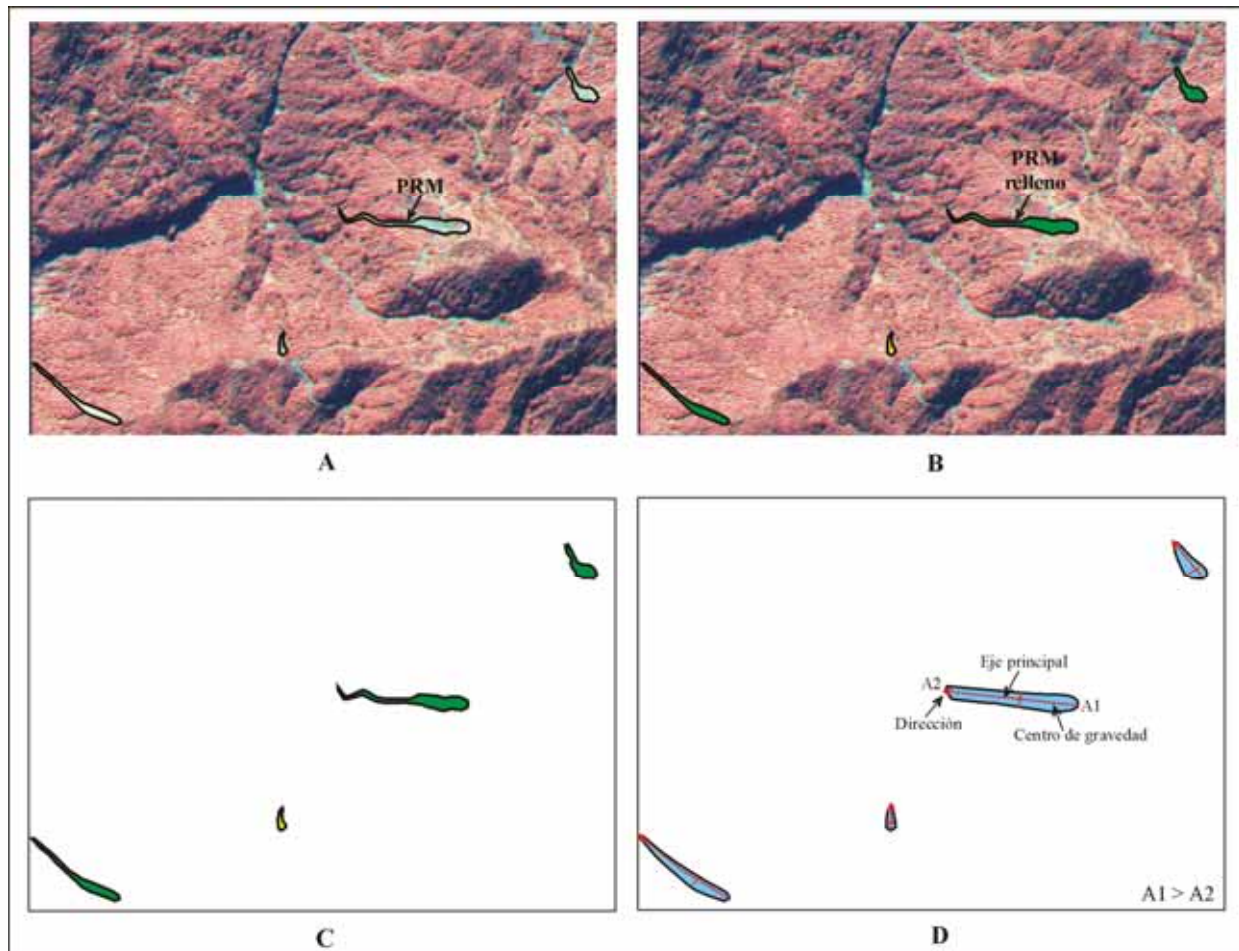 PRM
PRM
relleno
A
B
Eje principal
A2
A1
Dirección
Centro de gravedad
A1 > A2
C
D